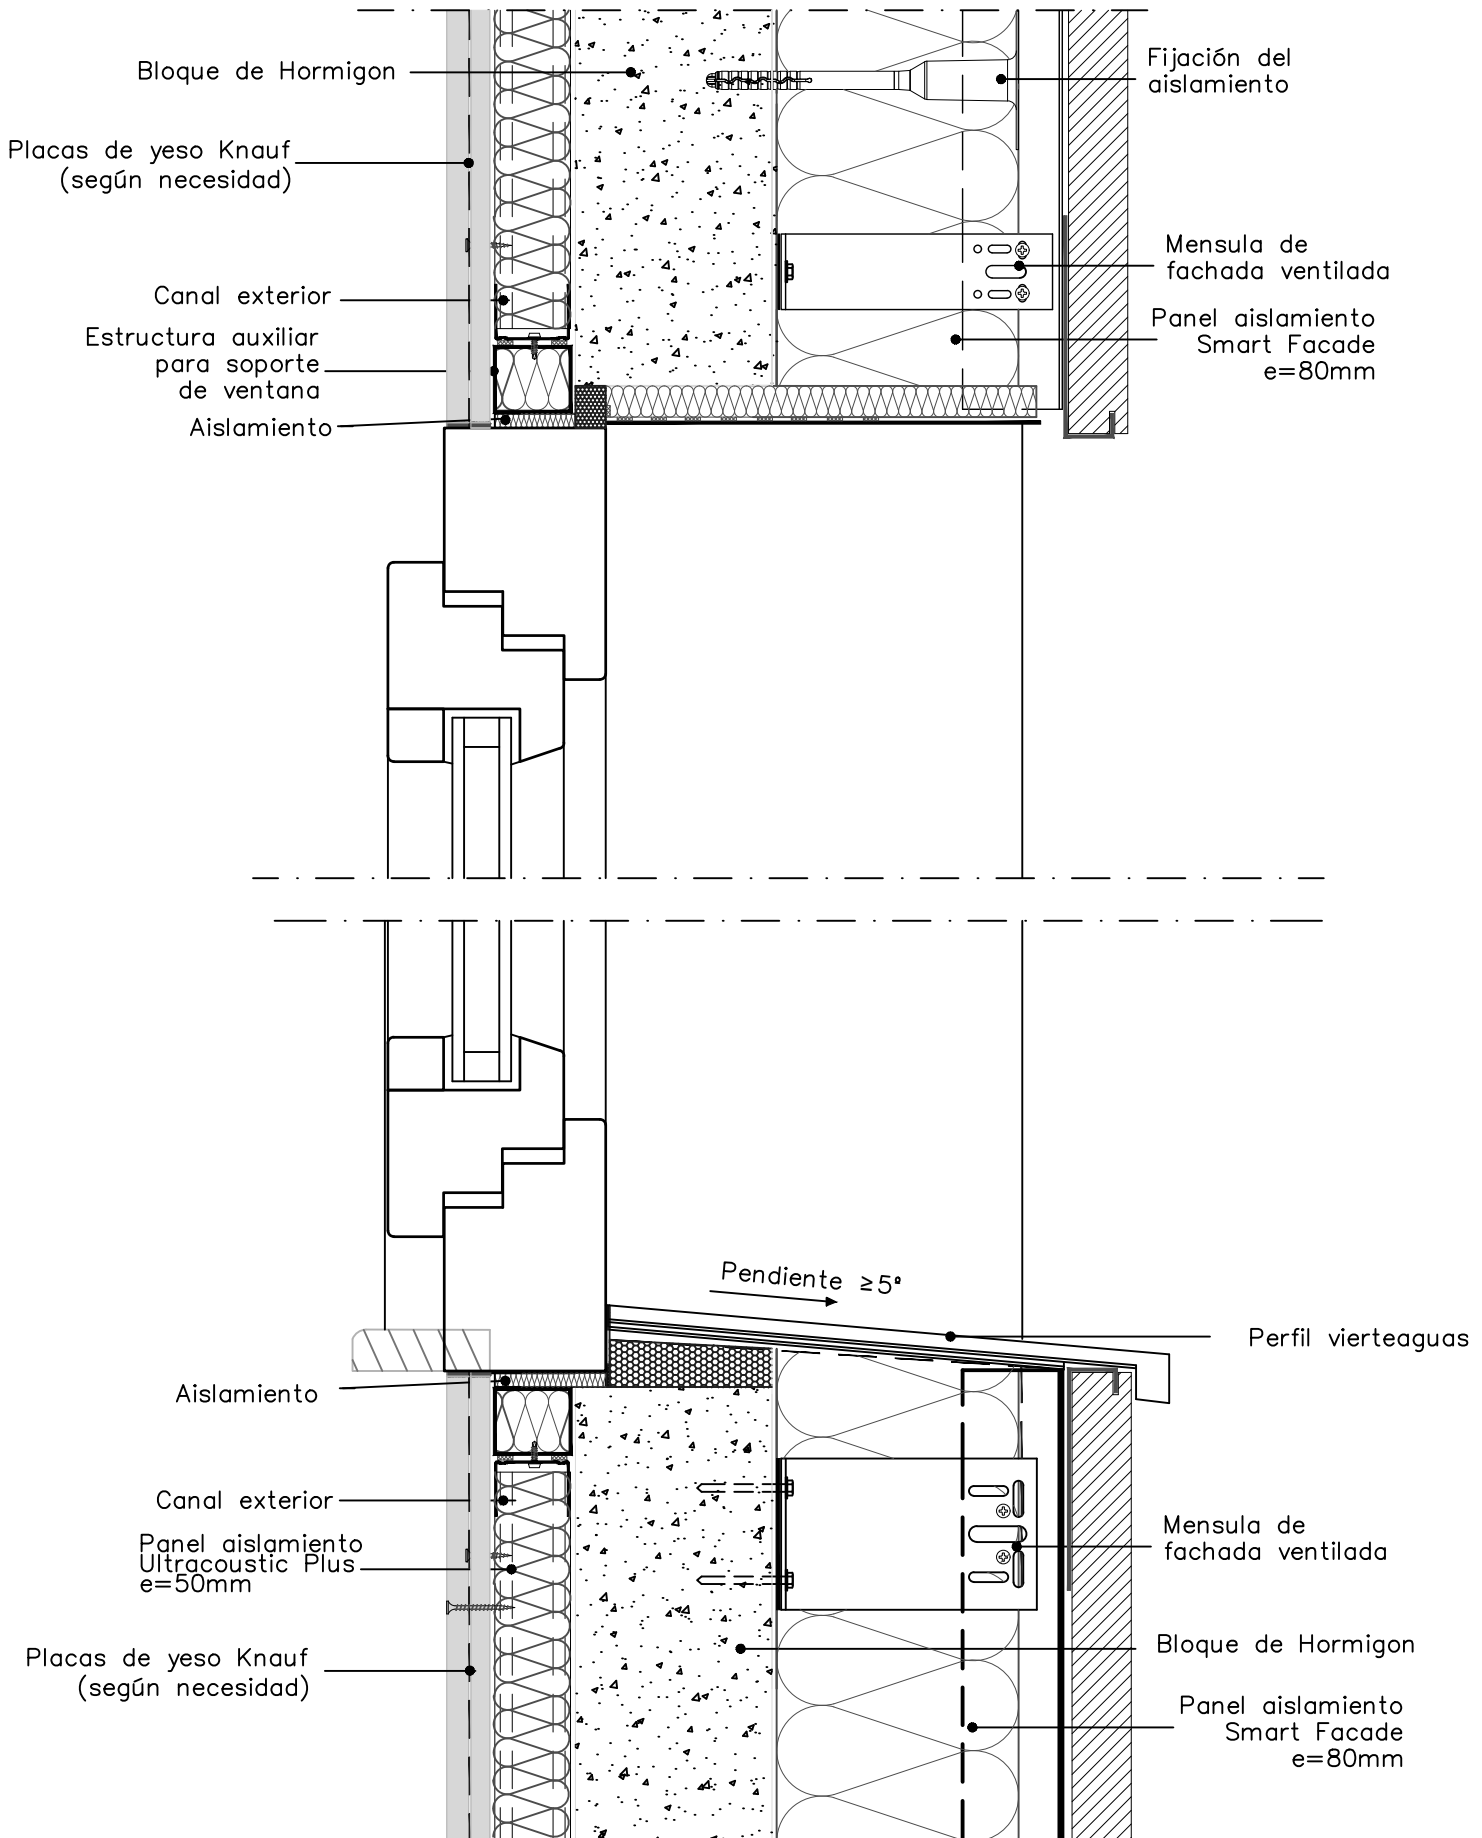 Bloque de Hormigon
Fijación del
aislamiento
Placas de yeso Knauf
(según necesidad)
Mensula de
fachada ventilada
Canal exterior
Panel aislamiento
Smart Facade
e=80mm
Estructura auxiliar
para soporte
de ventana
Aislamiento
Pendiente ≥5º
Perfil vierteaguas
Aislamiento
Canal exterior
Panel aislamiento
Ultracoustic Plus
e=50mm
Mensula de
fachada ventilada
Placas de yeso Knauf
(según necesidad)
Bloque de Hormigon
Panel aislamiento
Smart Facade
e=80mm